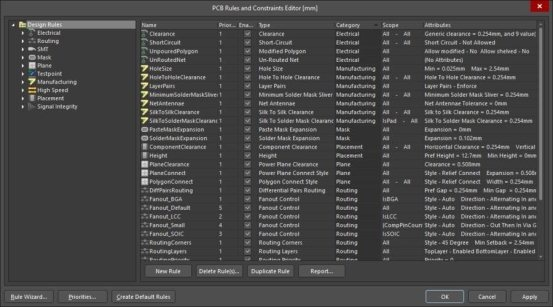 PCB Rules and Constraints Editor [mm]
Design Rules
Electrical
Routing
SMT
Mask
Plane
Testpoint
Manufacturing
High Speed
Placement
Signal Integrity
Name Prior... Ena... Type Category Scope Attributes
Clearance 1 Clearance Electrical All - All Generic clearance = 0.254mm, and 9 value(
ShortCircuit 1 Short-Circuit Electrical All - All Short Circuit - Not Allowed
UnpouredPolygon 1 Modified Polygon Electrical All Allow modified - No Allow shelved - No
UnRoutedNet 1 Un-Routed Net Electrical All (No Attributes)
HoleSize 1 Hole Size Manufacturing All Min = 0.025mm Max = 2.54mm
HoleToHoleClearance 1 Hole To Hole Clearance Manufacturing All - All Hole To Hole Clearance = 0.254mm
LayerPairs 1 Layer Pairs Manufacturing All Layer Pairs - Enforce
MinimumSolderMaskSliver 1 Minimum Solder Mask Sliver Manufacturing All - All Minimum Solder Mask Sliver = 0.254mm
NetAntennae 1 Net Antennae Manufacturing All Net Antennae Tolerance = 0mm
SilkToSilkClearance 1 Silk To Silk Clearance Manufacturing All - All Silk to Silk Clearance = 0.254mm
SilkToSolderMaskClearance 1 Silk To Solder Mask Clearance Manufacturing IsPad - All Silk To Solder Mask Clearance = 0.254mm
PasteMaskExpansion 1 Paste Mask Expansion Mask All Expansion = 0mm
SolderMaskExpansion 1 Solder Mask Expansion Mask All Expansion = 0.102mm
ComponentClearance 1 Component Clearance Placement All - All Horizontal Clearance = 0.254mm Vertical
Height 1 Height Placement All Pref Height = 12.7mm Min Height = 0m
PlaneClearance 1 Power Plane Clearance Plane All Clearance = 0.508mm
PlaneConnect 1 Power Plane Connect Style Plane All Style - Relief Connect Expansion = 0.508
PolygonConnect 1 Polygon Connect Style Plane All - All Style - Relief Connect Width = 0.254mm
DiffPairsRouting 1 Differential Pairs Routing Routing All Pref Gap = 0.254mm Min Gap = 0.254mm
Fanout_BGA 1 Fanout Control Routing IsBGA Style - Auto Direction - Alternating In and
Fanout_Default 5 Fanout Control Routing All Style - Auto Direction - Alternating In and
Fanout_LCC 2 Fanout Control Routing IsLCC Style - Auto Direction - Alternating In and
Fanout_Small 4 Fanout Control Routing (CompPinCount Style - Auto Direction - Out Then In Via G
Fanout_SOIC 3 Fanout Control Routing IsSOIC Style - Auto Direction - Alternating In and
RoutingCorners 1 Routing Corners Routing All Style - 45 Degree Min Setback = 2.54mm
RoutingLayers 1 Routing Layers Routing All TopLayer - Enabled BottomLayer - Enabled
New Rule Delete Rule(s)... Duplicate Rule Report...
Rule Wizard... Priorities... Create Default Rules OK Cancel Apply